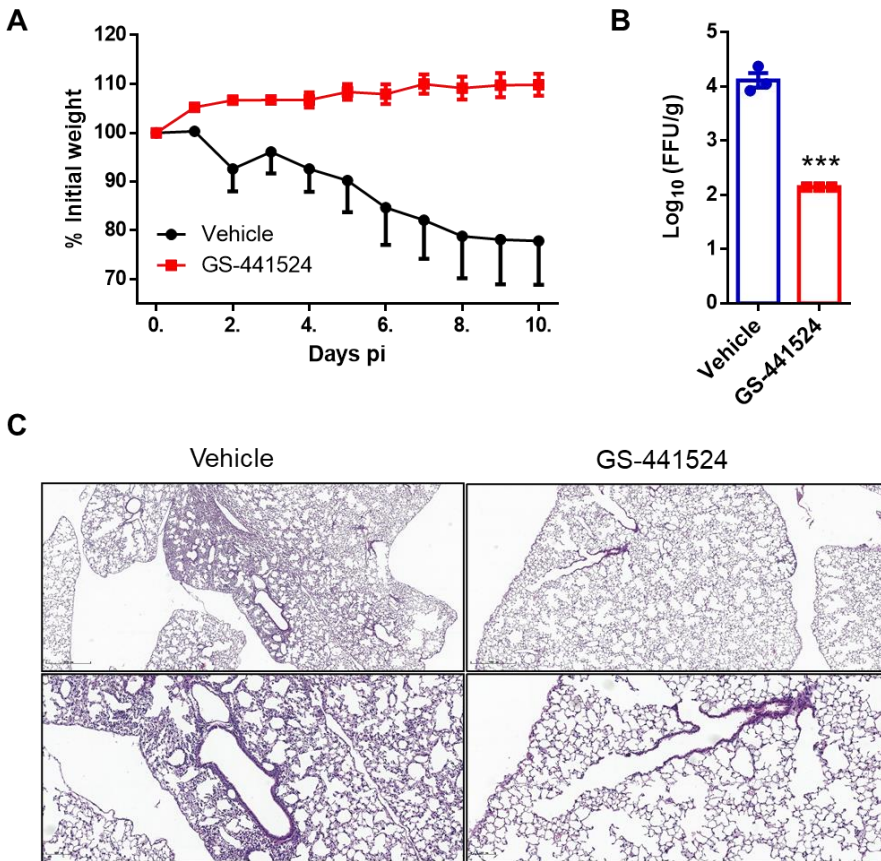 A
120
110
100
90
80
70
% Initial weight
Vehicle
GS-441524
0.
2.
4.
6.
8.
10.
Days pi
B
5
4
3
2
1
0
Log10 (FFU/g)
***
Vehicle
GS-441524
C
Vehicle
GS-441524